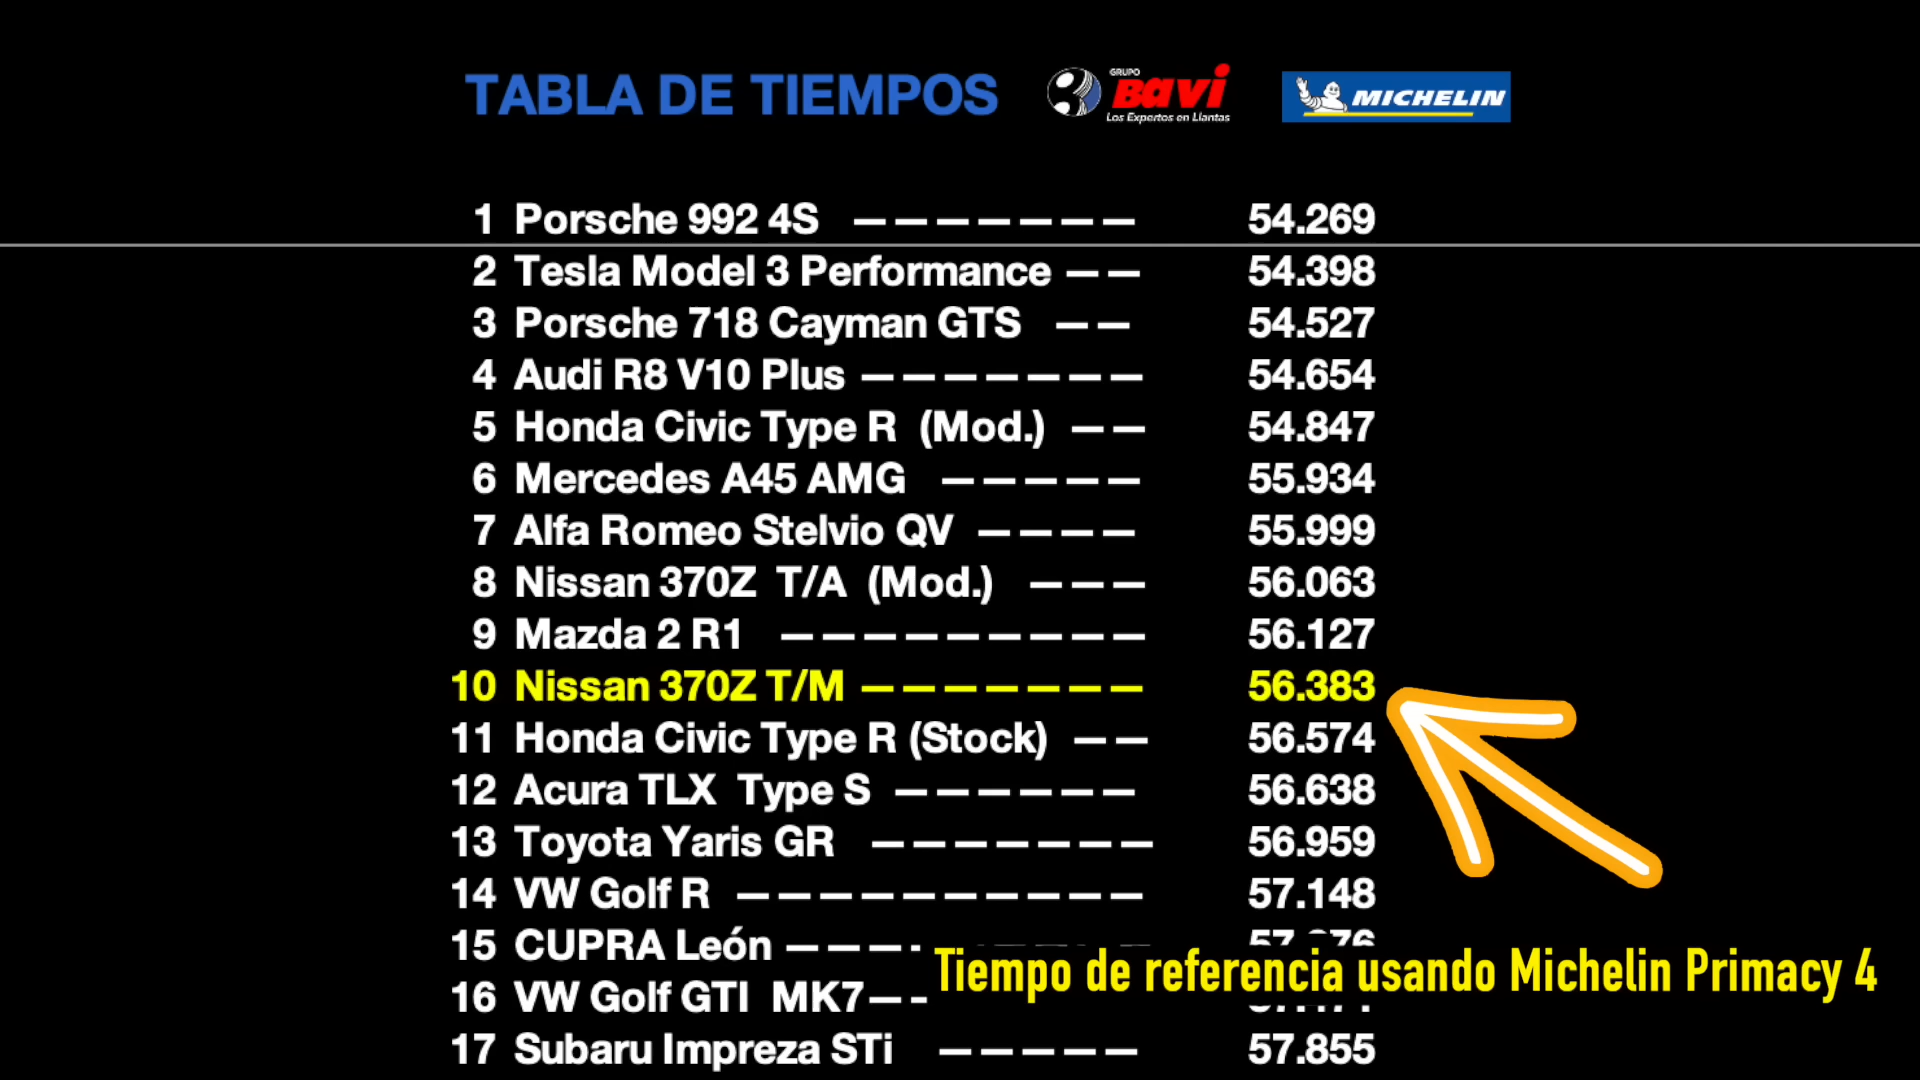 TABLA DE TIEMPOS
GRUPO
BAVI
Los Expertos en Llantas
MICHELIN
1 Porsche 992 4S – – – – – – – 54.269
2 Tesla Model 3 Performance – – 54.398
3 Porsche 718 Cayman GTS – – 54.527
4 Audi R8 V10 Plus – – – – – – – 54.654
5 Honda Civic Type R (Mod.) – – 54.847
6 Mercedes A45 AMG – – – – – 55.934
7 Alfa Romeo Stelvio QV – – – – 55.999
8 Nissan 370Z T/A (Mod.) – – – 56.063
9 Mazda 2 R1 – – – – – – – – – 56.127
10 Nissan 370Z T/M – – – – – – – 56.383
11 Honda Civic Type R (Stock) – – 56.574
12 Acura TLX Type S – – – – – – 56.638
13 Toyota Yaris GR – – – – – – – 56.959
14 VW Golf R – – – – – – – – – – 57.148
15 CUPRA León – – – -
Tiempo de referencia usando Michelin Primacy 4
16 VW Golf GTI MK7 – -
17 Subaru Impreza STi – – – – – 57.855